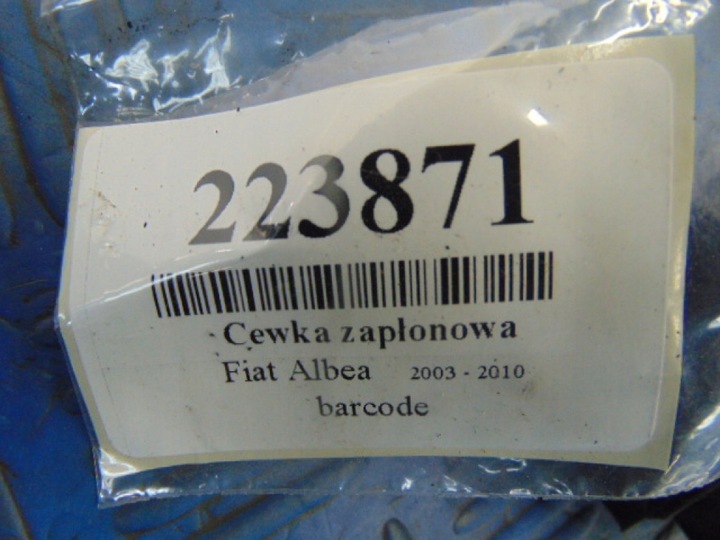 223871
Cewka zapłonowa
Fiat Albea 2003 - 2010
barcode